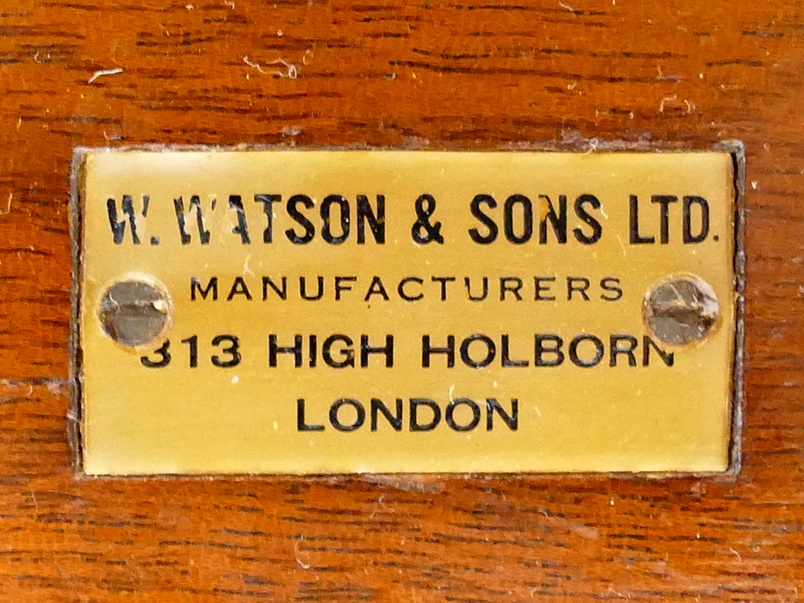 W. WATSON & SONS LTD.
MANUFACTURERS
313 HIGH HOLBORN
LONDON